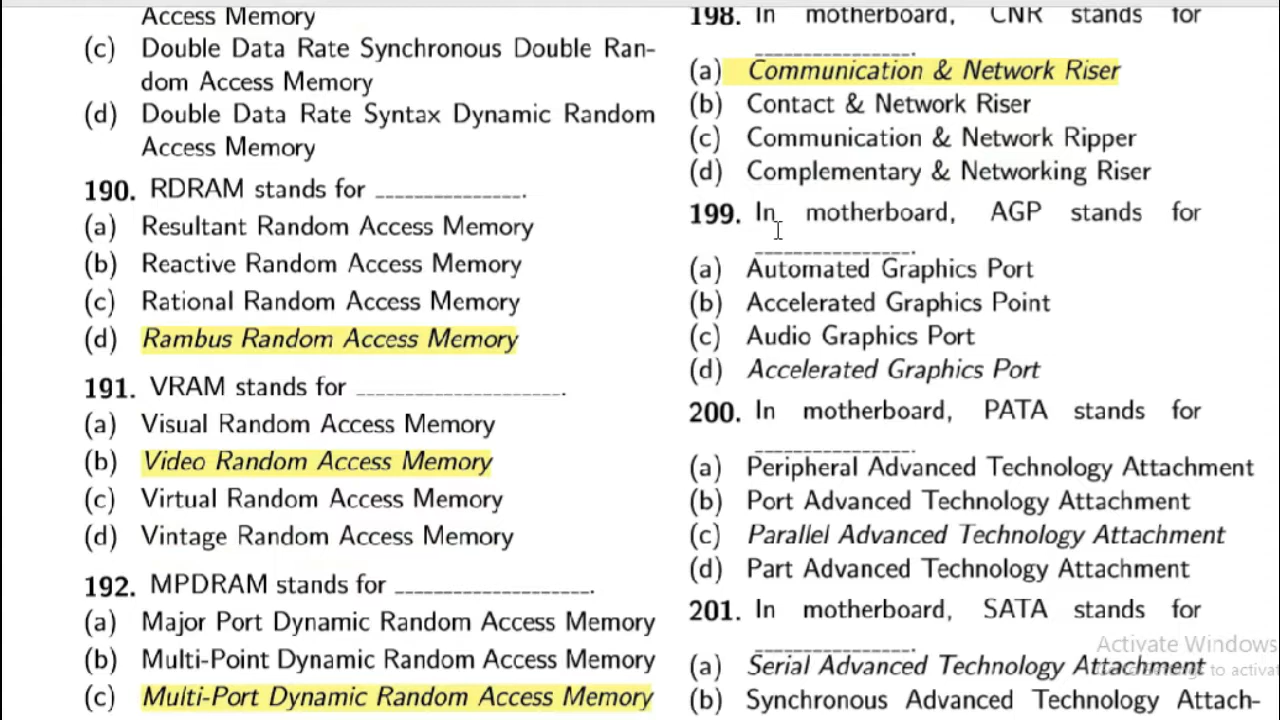 Access Memory
(c) Double Data Rate Synchronous Double Ran-
dom Access Memory
(d) Double Data Rate Syntax Dynamic Random
Access Memory
190. RDRAM stands for _______________.
(a) Resultant Random Access Memory
(b) Reactive Random Access Memory
(c) Rational Random Access Memory
(d) Rambus Random Access Memory
191. VRAM stands for _____________________.
(a) Visual Random Access Memory
(b) Video Random Access Memory
(c) Virtual Random Access Memory
(d) Vintage Random Access Memory
192. MPDRAM stands for ____________________.
(a) Major Port Dynamic Random Access Memory
(b) Multi-Point Dynamic Random Access Memory
(c) Multi-Port Dynamic Random Access Memory
198. In motherboard, CNR stands for
________________.
(a) Communication & Network Riser
(b) Contact & Network Riser
(c) Communication & Network Ripper
(d) Complementary & Networking Riser
199. In motherboard, AGP stands for
________________.
(a) Automated Graphics Port
(b) Accelerated Graphics Point
(c) Audio Graphics Port
(d) Accelerated Graphics Port
200. In motherboard, PATA stands for
________________.
(a) Peripheral Advanced Technology Attachment
(b) Port Advanced Technology Attachment
(c) Parallel Advanced Technology Attachment
(d) Part Advanced Technology Attachment
201. In motherboard, SATA stands for
________________.
(a) Serial Advanced Technology Attachment
(b) Synchronous Advanced Technology Attach-
Activate Windows
to activa